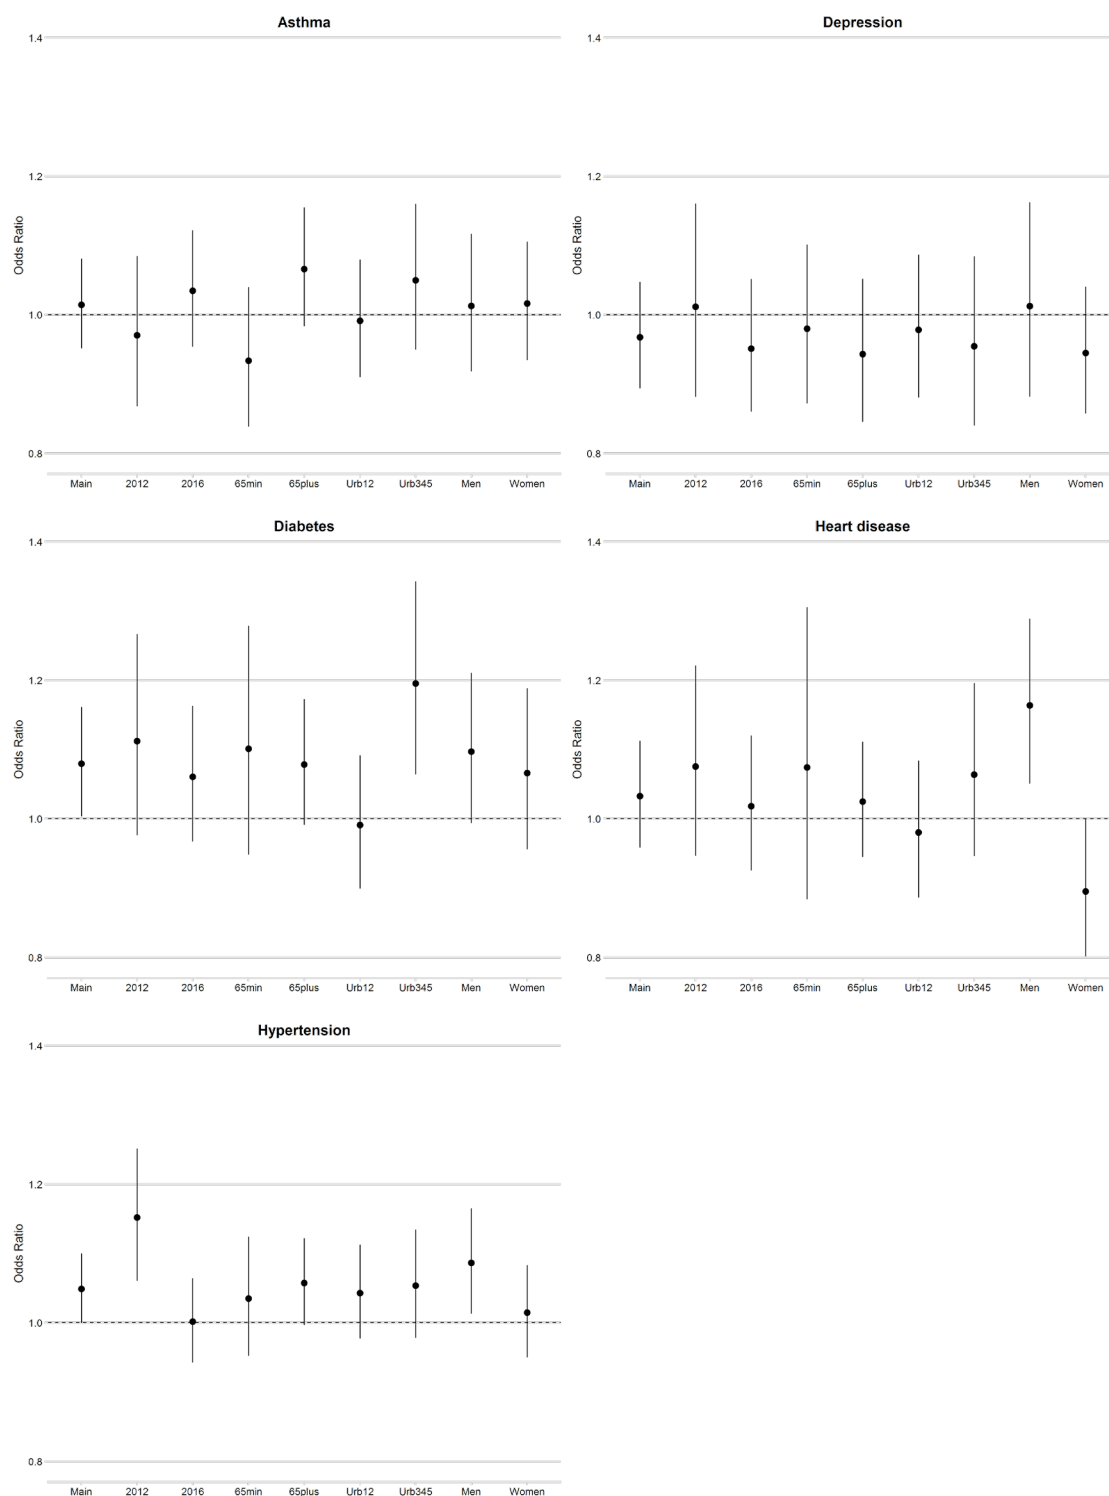 Asthma
1.4
1.2
Odds Ratio
1.0
0.8
Main 2012 2016 65min 65plus Urb12 Urb345 Men Women
Depression
1.4
1.2
Odds Ratio
1.0
0.8
Main 2012 2016 65min 65plus Urb12 Urb345 Men Women
Diabetes
1.4
1.2
Odds Ratio
1.0
0.8
Main 2012 2016 65min 65plus Urb12 Urb345 Men Women
Heart disease
1.4
1.2
Odds Ratio
1.0
0.8
Main 2012 2016 65min 65plus Urb12 Urb345 Men Women
Hypertension
1.4
1.2
Odds Ratio
1.0
0.8
Main 2012 2016 65min 65plus Urb12 Urb345 Men Women